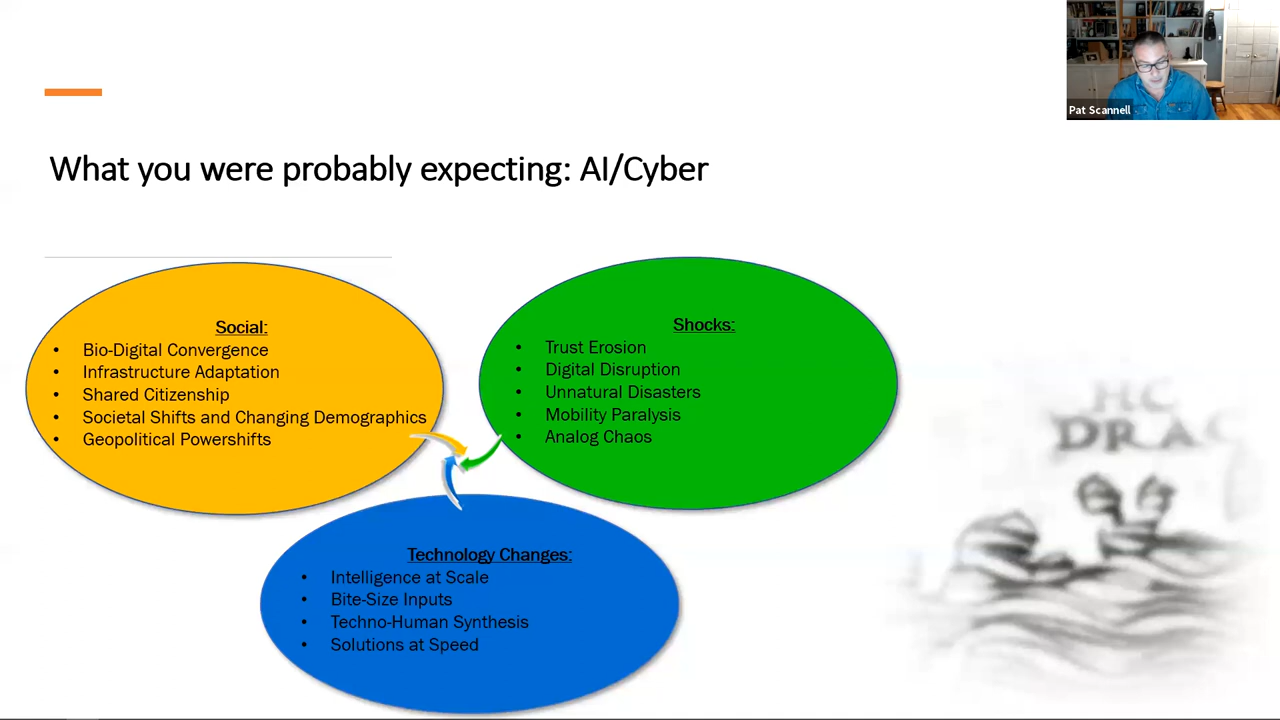 Pat Scannell
What you were probably expecting: AI/Cyber
Social:
• Bio-Digital Convergence
• Infrastructure Adaptation
• Shared Citizenship
• Societal Shifts and Changing Demographics
• Geopolitical Powershifts
Shocks:
• Trust Erosion
• Digital Disruption
• Unnatural Disasters
• Mobility Paralysis
• Analog Chaos
Technology Changes:
• Intelligence at Scale
• Bite-Size Inputs
• Techno-Human Synthesis
• Solutions at Speed
HC
DRAC